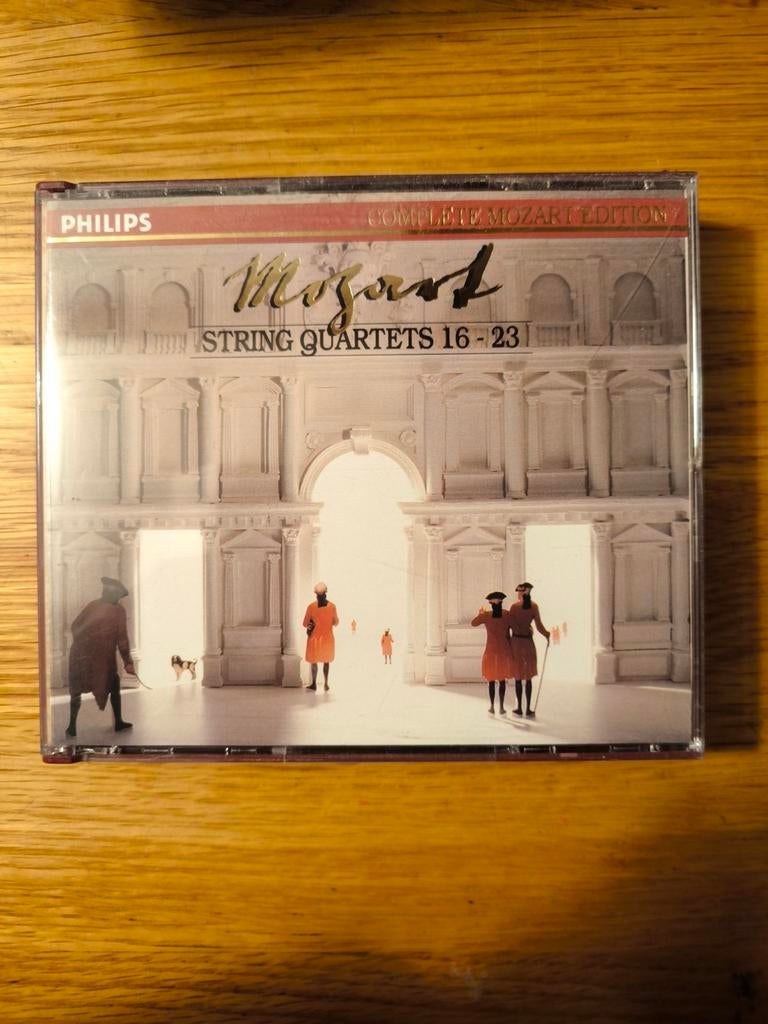 PHILIPS COMPLETE MOZART EDITION
Mozart
STRING QUARTETS 16 - 23